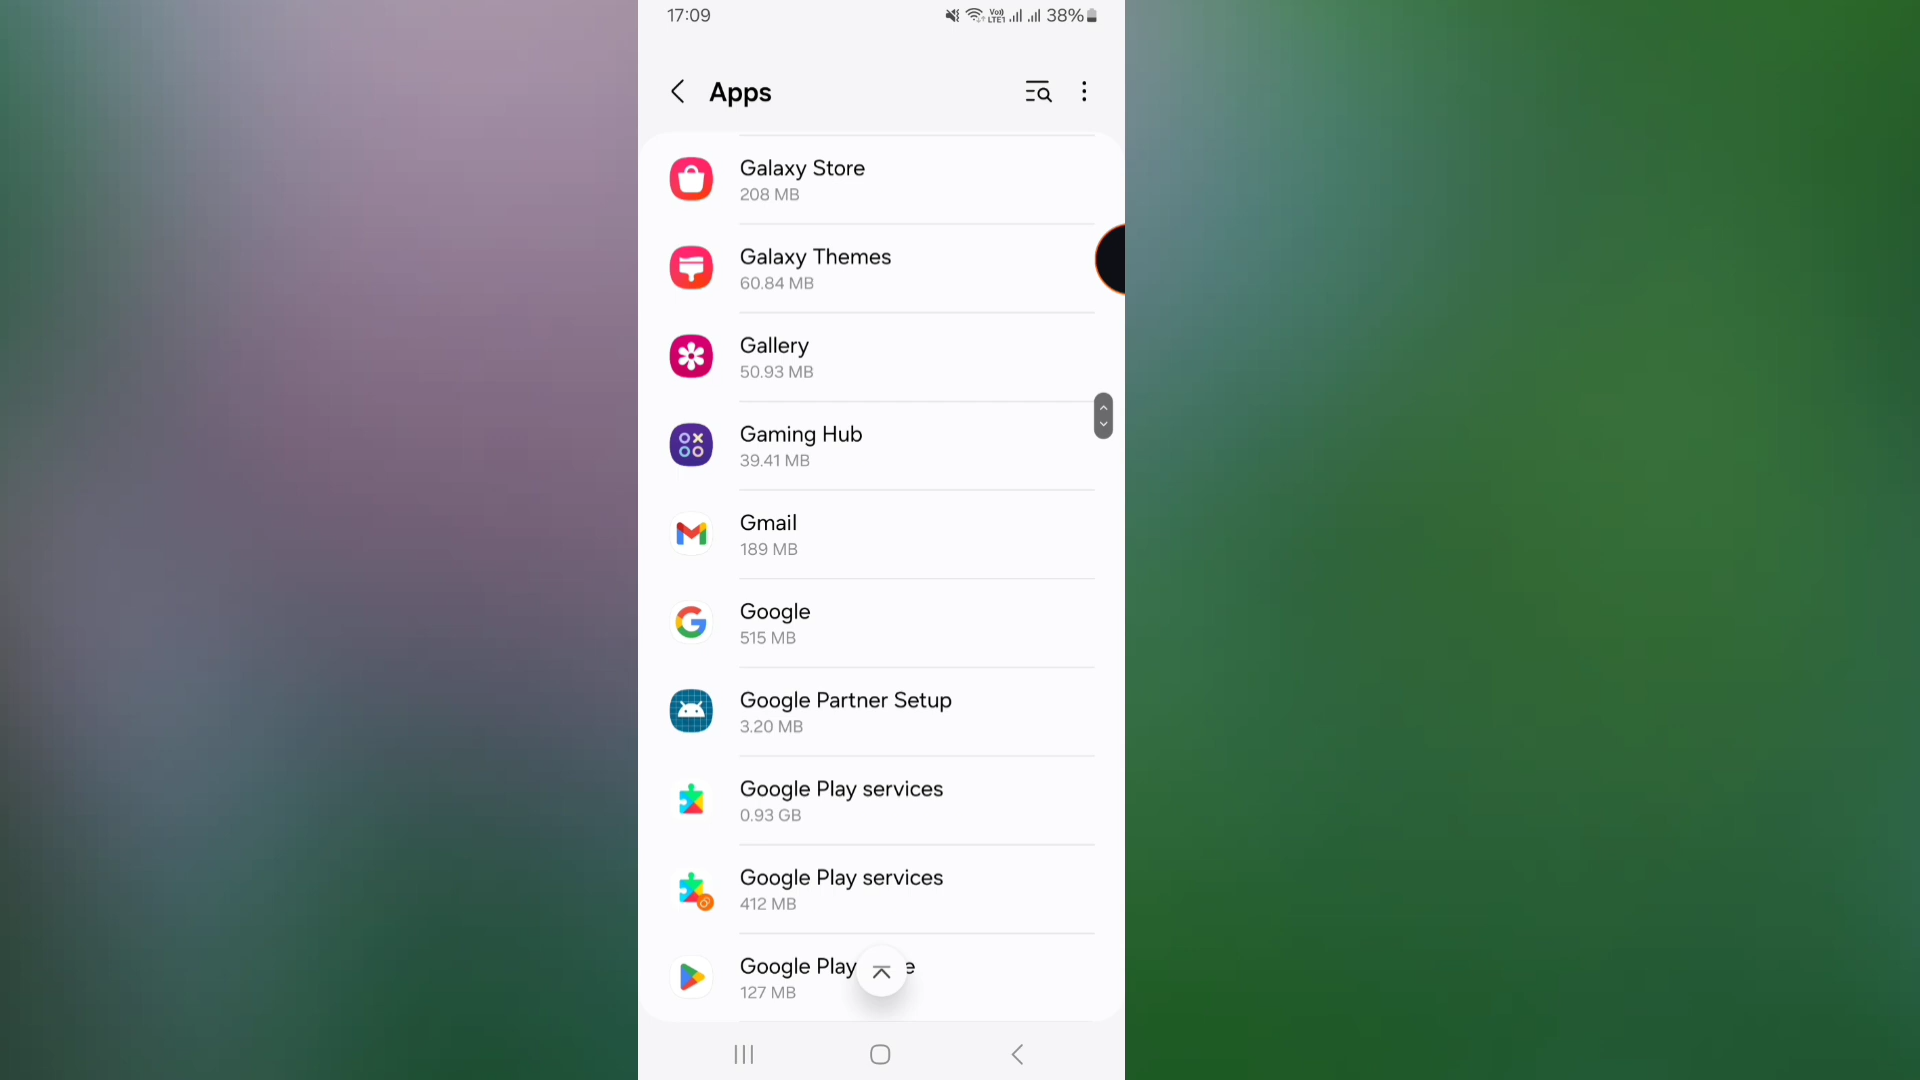 17:09
Vo))
LTE1
38%
Apps
Galaxy Store
208 MB
Galaxy Themes
60.84 MB
Gallery
50.93 MB
Gaming Hub
39.41 MB
Gmail
189 MB
Google
515 MB
Google Partner Setup
3.20 MB
Google Play services
0.93 GB
Google Play services
412 MB
Google Play e
127 MB